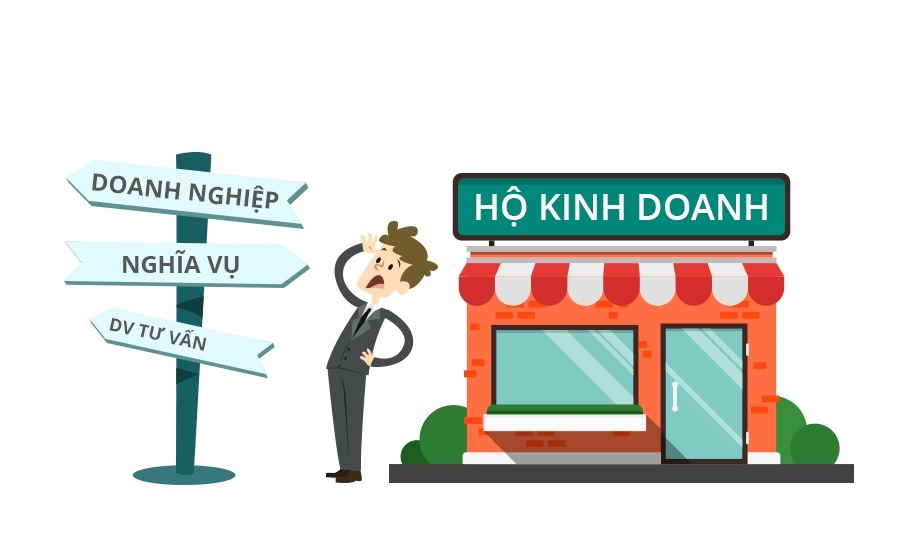 DOANH NGHIỆP
NGHĨA VỤ
DV TƯ VẤN
HỘ KINH DOANH